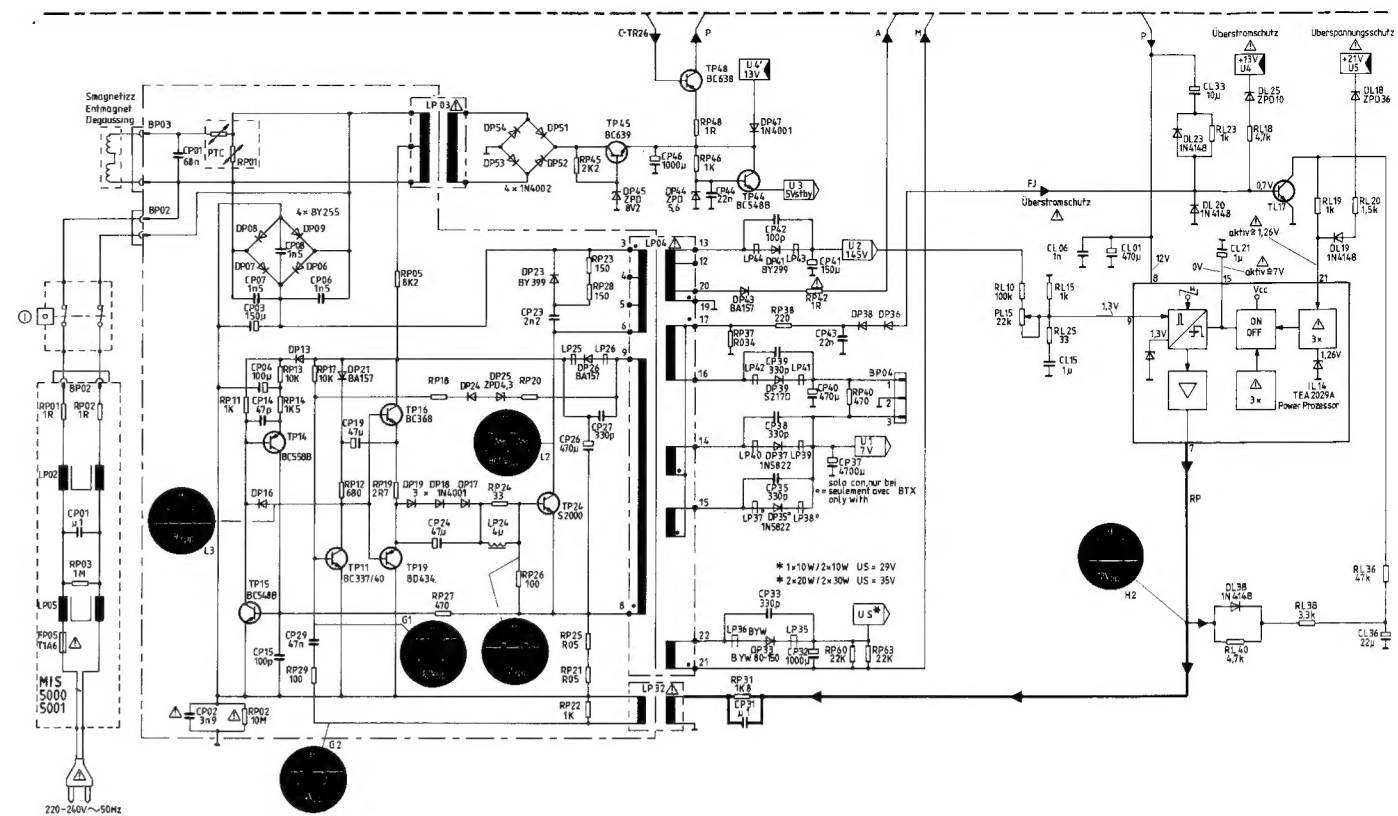 C-TR26
P
A
M
P
Überstromschutz
+13V
U4
Überspannungsschutz
+21V
U5
TP48
BC638
U4'
13V
CL33
10µ
DL25
ZPD10
DL18
ZPD36
Smagnetizz
Entmagnet
Degaussing
BP03
LP03
DP54
DP51
DP53
DP52
4 x 1N4002
TP45
BC639
RP48
1R
DP47
1N4001
DL23
1N4148
RL23
1k
RL18
4,7k
CP01
68n
PTC
RP01
RP45
2K2
CP46
1000µ
RP46
1K
DP45
ZPD
8V2
DP44
ZPD
5,6
CP44
22n
TP44
BC548B
U3
5Vstby
FJ
Überstromschutz
0,7V
TL17
DL20
1N4148
RL19
1k
RL20
1,5k
BP02
4 x BY255
DP08
DP09
CP08
1n5
DP07
DP06
CP07
1n5
CP06
1n5
CP03
150µ
RP05
8K2
DP23
BY399
RP23
150
RP28
150
CP23
2n2
3
4
5
6
LP04
13
12
20
19
17
CP42
100p
LP44
DP41
LP43
BY299
CP41
150µ
U2
145V
DP43
BA157
RP42
1R
aktiv ≙ 1,26V
DL19
1N4148
CL06
1n
CL01
470µ
12V
CL21
1µ
0V
aktiv ≙ 7V
8
15
21
RL10
100k
RL15
1k
PL15
22k
RL25
33
CL15
1µ
1,3V
9
1,3V
Vcc
ON
OFF
3x
1,26V
3x
IL14
TEA2029A
Power Prozessor
7
RP38
220
DP38
DP36
RP37
R034
CP43
22n
CP39
330p
LP42
LP41
DP39
S217D
CP40
470µ
RP40
470
BP04
1
2
3
16
CP38
330p
LP40
DP37
LP39
1N5822
14
U1
7V
CP37
4700µ
CP35
330p
LP37
DP35
LP38
1N5822
15
solo con, nur bei
= seulement avec BTX
only with
DP13
CP04
100µ
RP13
10K
RP17
10K
DP21
BA157
RP11
1K
CP14
47p
RP14
1K5
LP25
DP26
BA157
LP26
9
RP18
DP24
DP25
ZPD4,3
RP20
TP16
BC368
CP19
47µ
TP14
BC558B
CP26
470µ
CP27
330p
L2
DP16
RP12
680
RP19
2R7
DP19
DP18
DP17
3 x 1N4001
RP24
33
TP24
S2000
CP24
47µ
LP24
4µ
L3
TP11
BC337/40
TP19
BD434
RP26
100
TP15
BC548B
RP27
470
8
G1
CP29
47n
RP29
100
CP15
100p
RP25
R05
RP21
R05
RP22
1K
CP02
3n9
RP02
10M
G2
BP02
RP01
1R
RP02
1R
LP02
CP01
µ1
RP03
1M
LP05
FP05
T1A6
MIS
5000
5001
220-240V~50Hz
* 1x10W/2x10W US = 29V
* 2x20W/2x30W US = 35V
CP33
330p
LP36
BYW
LP35
DP33
BYW 80-150
CP32
1000µ
US*
RP60
22K
RP63
22K
22
21
LP32
RP31
1K8
CP31
µ1
RP
H2
DL38
1N4148
RL40
4,7k
RL38
3,3k
RL36
47k
CL36
22µ